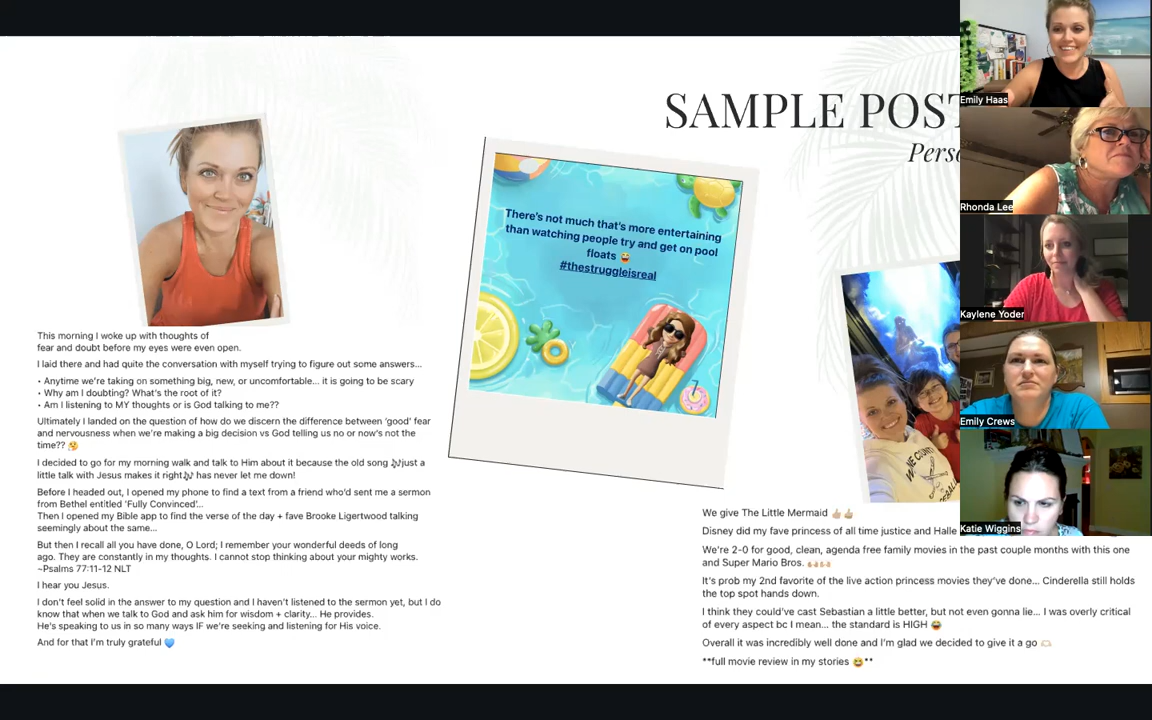 SAMPLE POST
Perso
This morning I woke up with thoughts of
fear and doubt before my eyes were even open.
I laid there and had quite the conversation with myself trying to figure out some answers...
• Anytime we're taking on something big, new, or uncomfortable... it is going to be scary
• Why am I doubting? What's the root of it?
• Am I listening to MY thoughts or is God talking to me??
Ultimately I landed on the question of how do we discern the difference between 'good' fear
and nervousness when we're making a big decision vs God telling us no or now's not the
time?? 🤔
I decided to go for my morning walk and talk to Him about it because the old song 🎶just a
little talk with Jesus makes it right🎶 has never let me down!
Before I headed out, I opened my phone to find a text from a friend who'd sent me a sermon
from Bethel entitled 'Fully Convinced'...
Then I opened my Bible app to find the verse of the day + fave Brooke Ligertwood talking
seemingly about the same...
But then I recall all you have done, O Lord; I remember your wonderful deeds of long
ago. They are constantly in my thoughts. I cannot stop thinking about your mighty works.
~Psalms 77:11-12 NLT
I hear you Jesus.
I don't feel solid in the answer to my question and I haven't listened to the sermon yet, but I do
know that when we talk to God and ask him for wisdom + clarity... He provides.
He's speaking to us in so many ways IF we're seeking and listening for His voice.
And for that I'm truly grateful 💙
There's not much that's more entertaining
than watching people try and get on pool
floats 😂
#thestruggleisreal
We give The Little Mermaid 👍🏼👍🏼
Disney did my fave princess of all time justice and Halle
We're 2-0 for good, clean, agenda free family movies in the past couple months with this one
and Super Mario Bros. 🙌🏼🙌🏼
It's prob my 2nd favorite of the live action princess movies they've done... Cinderella still holds
the top spot hands down.
I think they could've cast Sebastian a little better, but not even gonna lie... I was overly critical
of every aspect bc I mean... the standard is HIGH 😂
Overall it was incredibly well done and I'm glad we decided to give it a go 🫶🏼
**full movie review in my stories 😂**
Emily Haas
Rhonda Lee
Kaylene Yoder
Emily Crews
Katie Wiggins